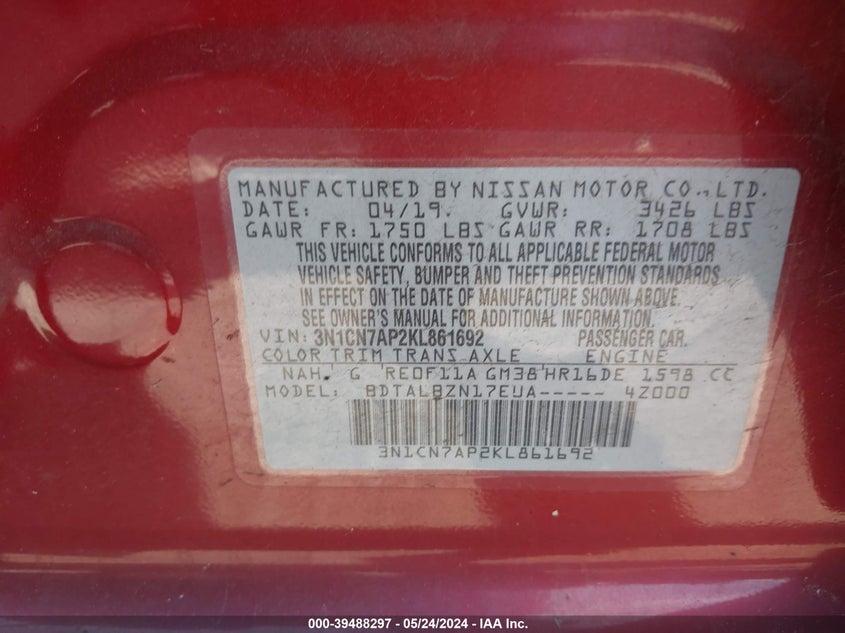 MANUFACTURED BY NISSAN MOTOR CO., LTD.
DATE: 04/19. GVWR: 3426 LBS
GAWR FR: 1750 LBS GAWR RR: 1708 LBS
THIS VEHICLE CONFORMS TO ALL APPLICABLE FEDERAL MOTOR
VEHICLE SAFETY, BUMPER AND THEFT PREVENTION STANDARDS
IN EFFECT ON THE DATE OF MANUFACTURE SHOWN ABOVE.
SEE OWNER'S MANUAL FOR ADDITIONAL INFORMATION.
VIN: 3N1CN7AP2KL861692 PASSENGER CAR.
COLOR TRIM TRANS AXLE ENGINE
NAH. G RE0F11A GM38 HR16DE 1598 CC
MODEL: BDTALBZN17EUA----- 4Z000
3N1CN7AP2KL861692
000-39488297 - 05/24/2024 - IAA Inc.